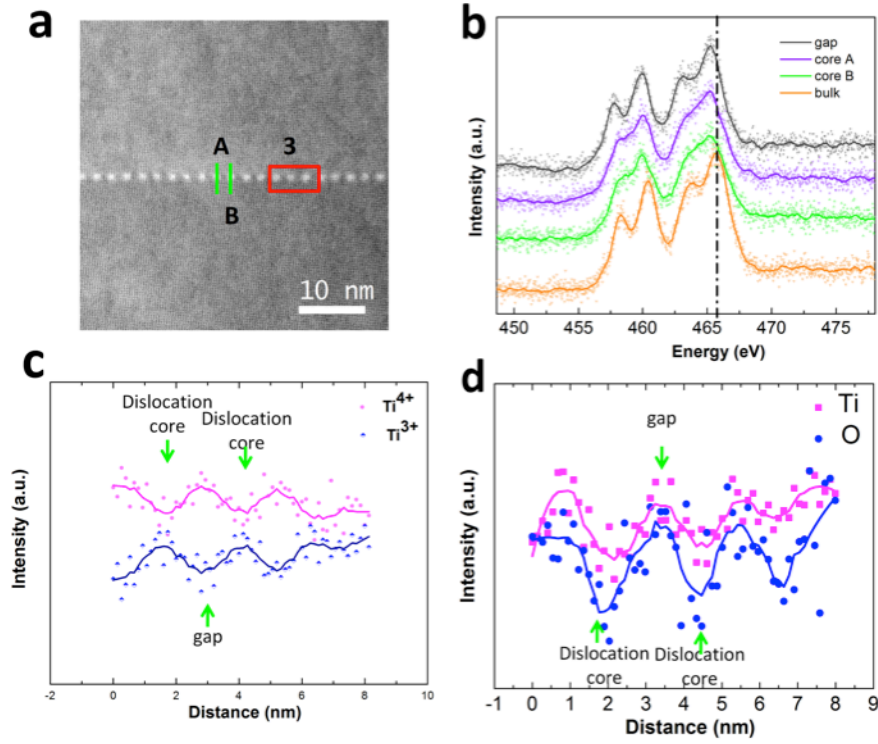 a
A
3
B
10 nm
b
gap
core A
core B
bulk
Intensity (a.u.)
450 455 460 465 470 475
Energy (eV)
c
Dislocation
core
Dislocation
core
Ti4+
Ti3+
gap
Intensity (a.u.)
0 2 4 6 8 10
Distance (nm)
d
Ti
O
gap
Dislocation
core
Dislocation
core
Intensity (a.u.)
-1 0 1 2 3 4 5 6 7 8 9
Distance (nm)